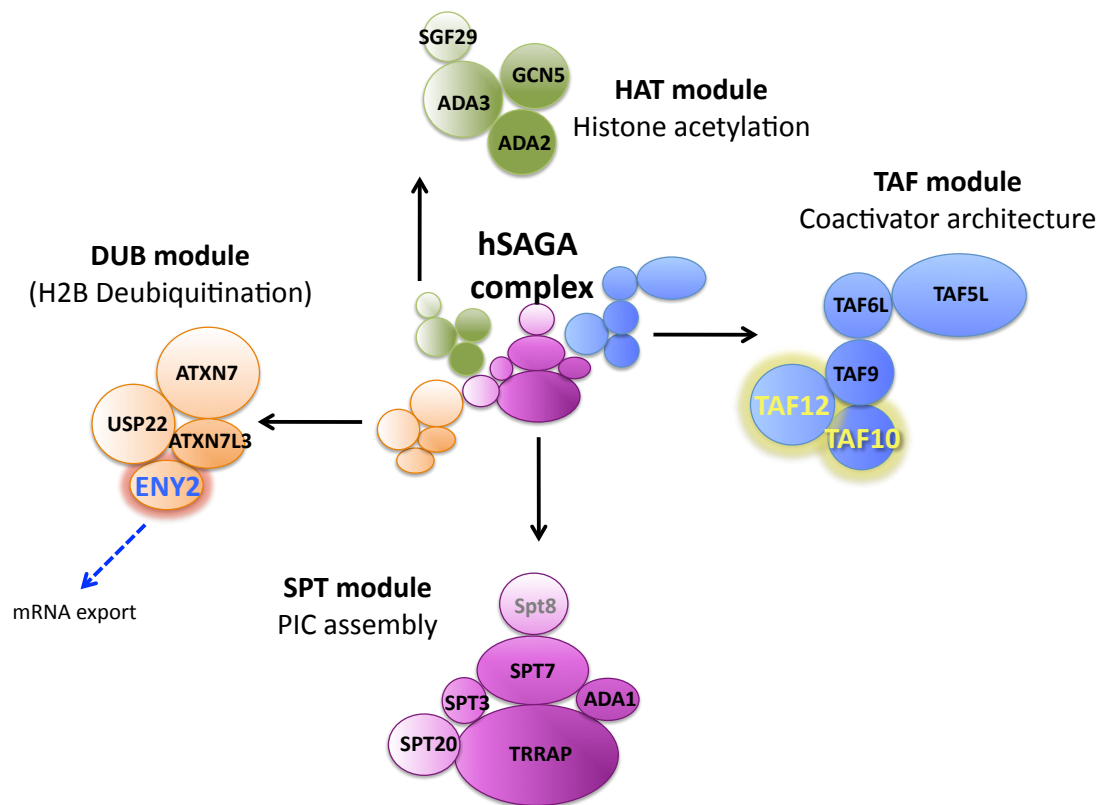 SGF29
GCN5
ADA3
ADA2
HAT module
Histone acetylation
TAF module
Coactivator architecture
TAF6L
TAF5L
TAF9
TAF12
TAF10
hSAGA
complex
DUB module
(H2B Deubiquitination)
ATXN7
USP22
ATXN7L3
ENY2
mRNA export
SPT module
PIC assembly
Spt8
SPT7
SPT3
ADA1
SPT20
TRRAP